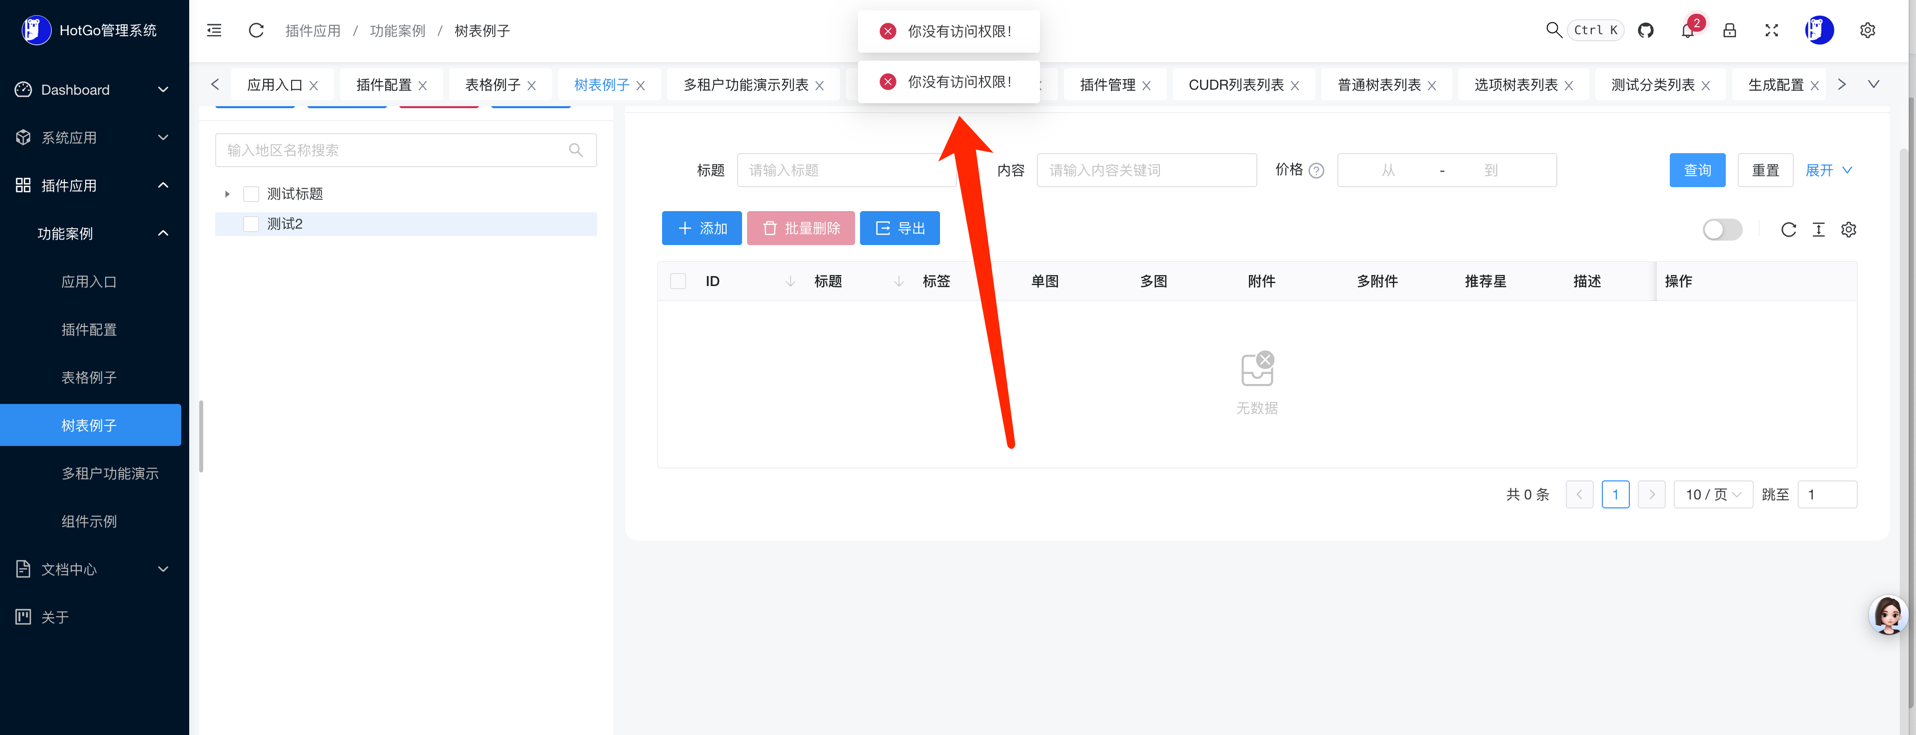 HotGo管理系统
插件应用 / 功能案例 / 树表例子
你没有访问权限！
Ctrl K
2
应用入口
插件配置
表格例子
树表例子
多租户功能演示列表
你没有访问权限！
插件管理
CUDR列表列表
普通树表列表
选项树表列表
测试分类列表
生成配置
Dashboard
系统应用
插件应用
功能案例
应用入口
插件配置
表格例子
树表例子
多租户功能演示
组件示例
文档中心
关于
输入地区名称搜索
测试标题
测试2
标题 请输入标题 内容 请输入内容关键词 价格 从 - 到 查询 重置 展开
添加 批量删除 导出
ID 标题 标签 单图 多图 附件 多附件 推荐星 描述 操作
无数据
共 0 条 1 10 / 页 跳至 1